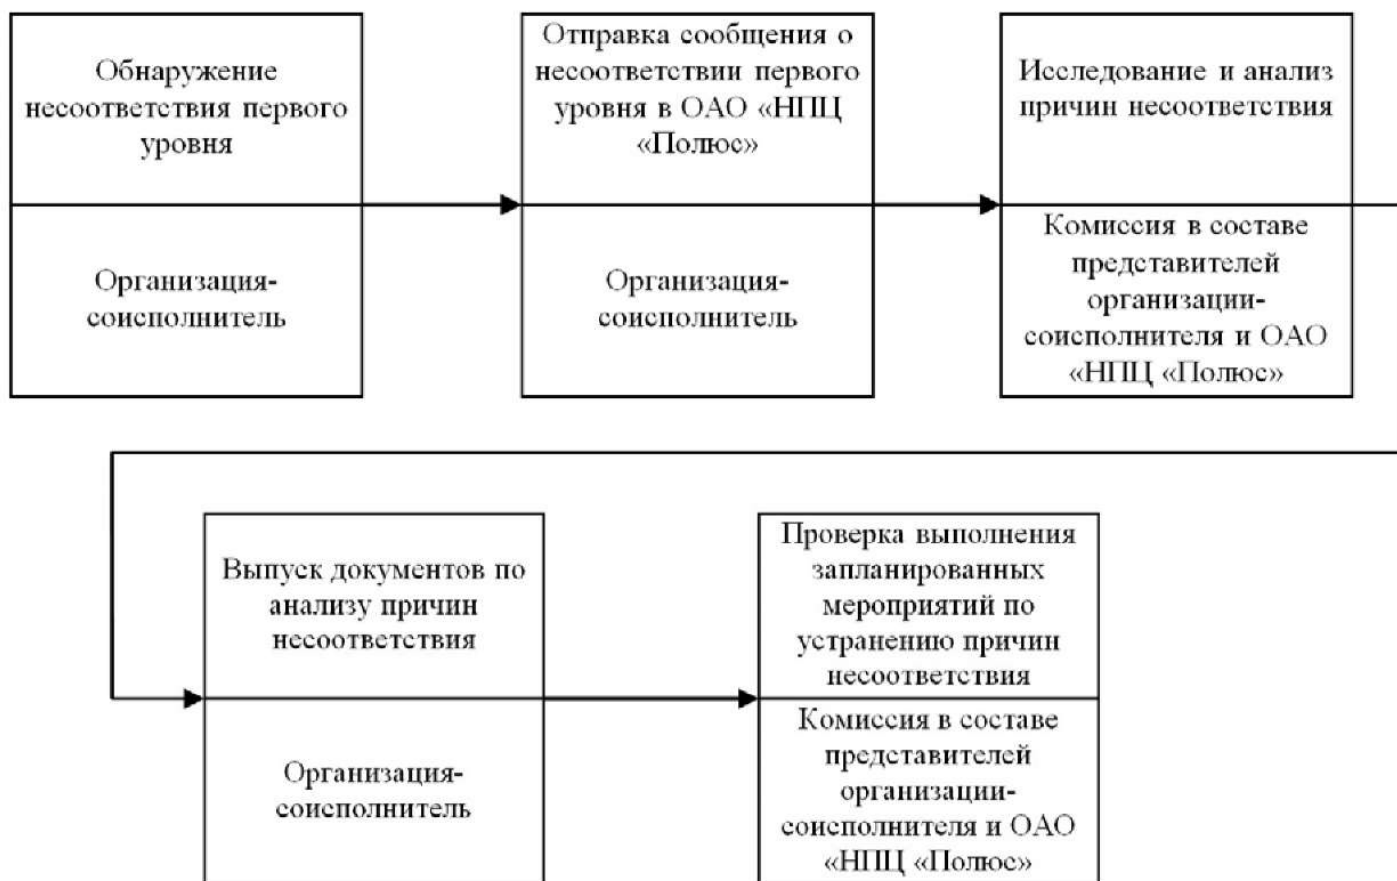 Обнаружение
несоответствия первого
уровня
Организация-
соисполнитель
Отправка сообщения о
несоответствии первого
уровня в ОАО «НПЦ
«Полюс»
Организация-
соисполнитель
Исследование и анализ
причин несоответствия
Комиссия в составе
представителей
организации-
соисполнителя и ОАО
«НПЦ «Полюс»
Выпуск документов по
анализу причин
несоответствия
Организация-
соисполнитель
Проверка выполнения
запланированных
мероприятий по
устранению причин
несоответствия
Комиссия в составе
представителей
организации-
соисполнителя и ОАО
«НПЦ «Полюс»